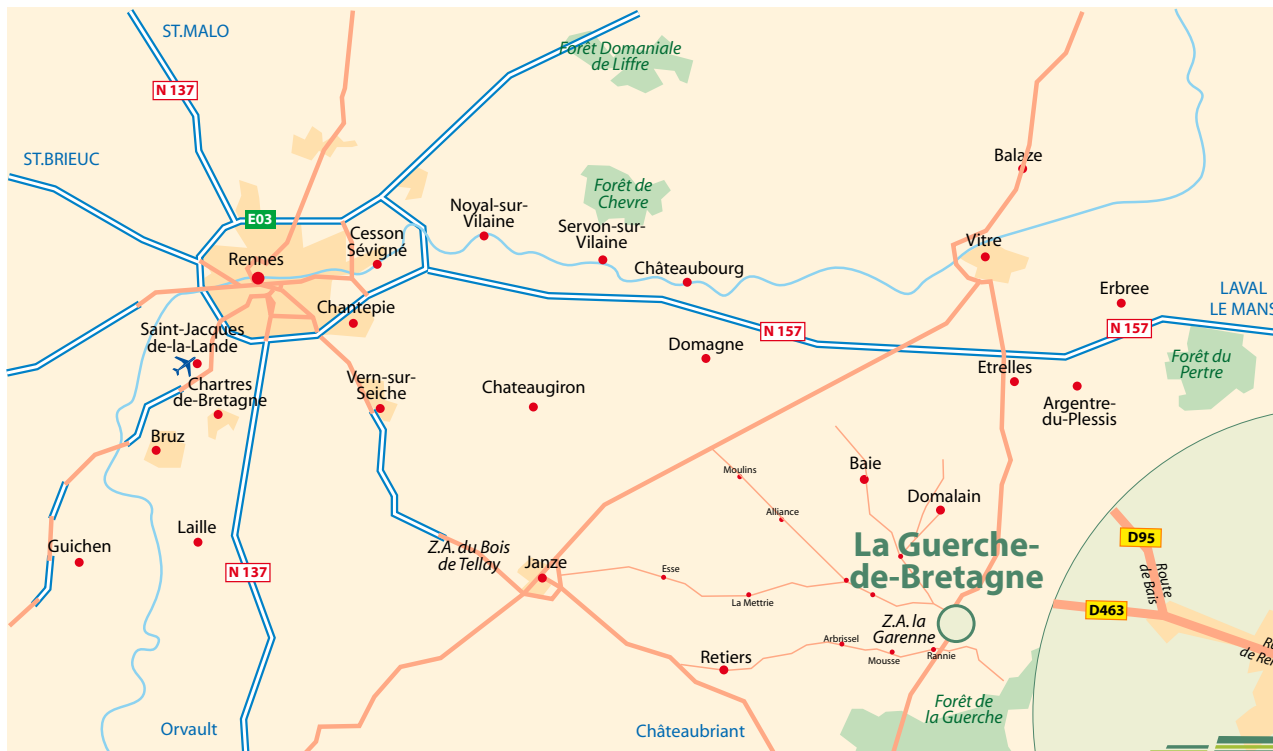 ST.MALO
Forêt Domaniale
de Liffre
N 137
ST.BRIEUC
Balaze
Forêt de
Chevre
Noyal-sur-
Vilaine
E03
Cesson
Sévigné
Servon-sur-
Vilaine
Vitre
Rennes
Châteaubourg
Erbree
LAVAL
LE MANS
Chantepie
N 157
N 157
Saint-Jacques
de-la-Lande
Domagne
Forêt du
Pertre
Etrelles
Vern-sur-
Seiche
Chartres
de-Bretagne
Chateaugiron
Argentre-
du-Plessis
Bruz
Moulins
Baie
Domalain
Alliance
Laille
Guichen
Z.A. du Bois
de Tellay
Janze
La Guerche-
de-Bretagne
D95
Route
de Bais
N 137
Esse
La Mettrie
D463
Z.A. la
Garenne
Arbrissel
Mousse
Rannie
Retiers
de Ren
Forêt de
la Guerche
Orvault
Châteaubriant